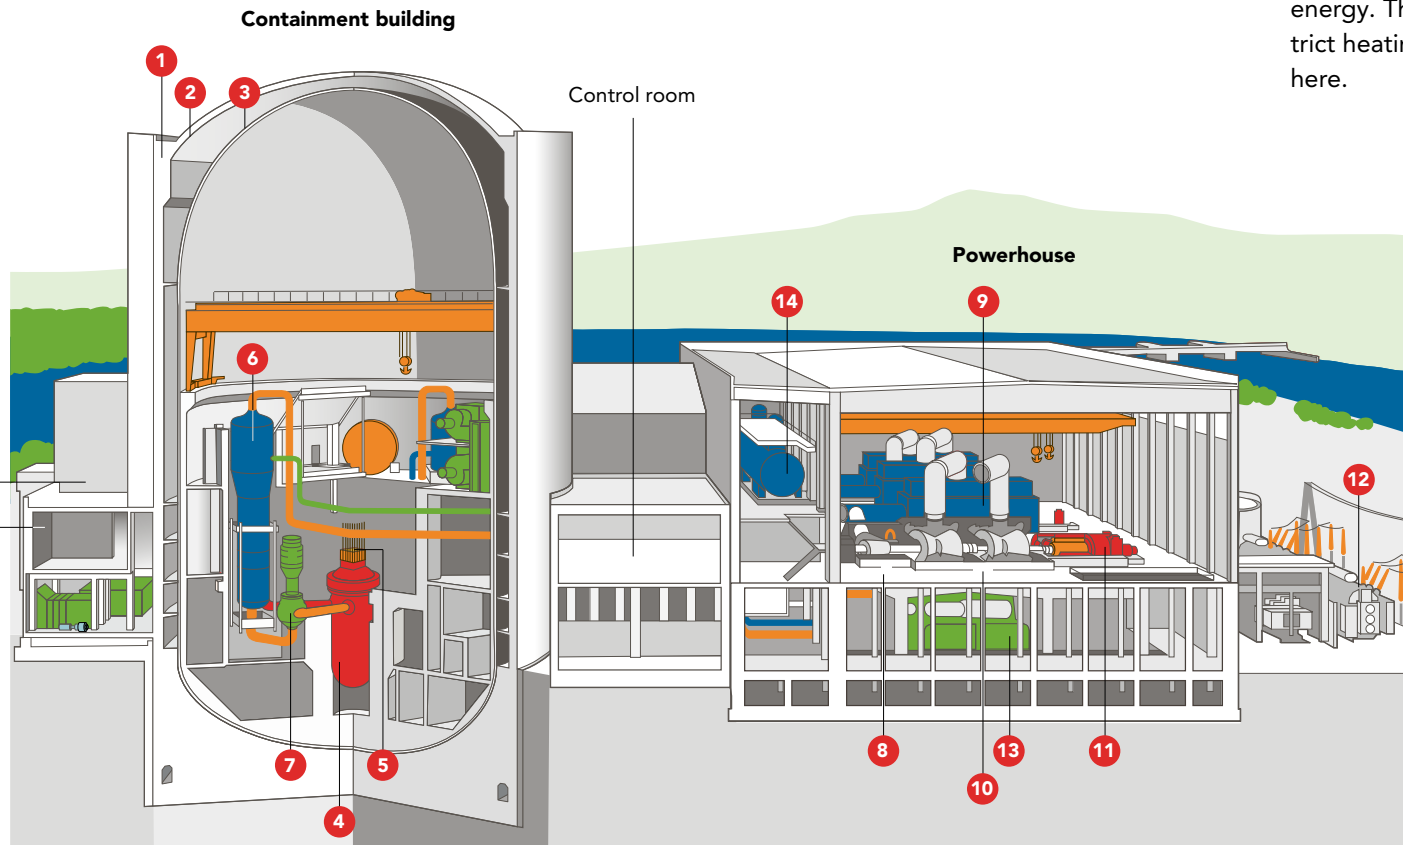 Containment building
energy. Th
trict heatin
here.
1
2
3
Control room
Powerhouse
14
9
6
12
8
13
11
7
5
10
4